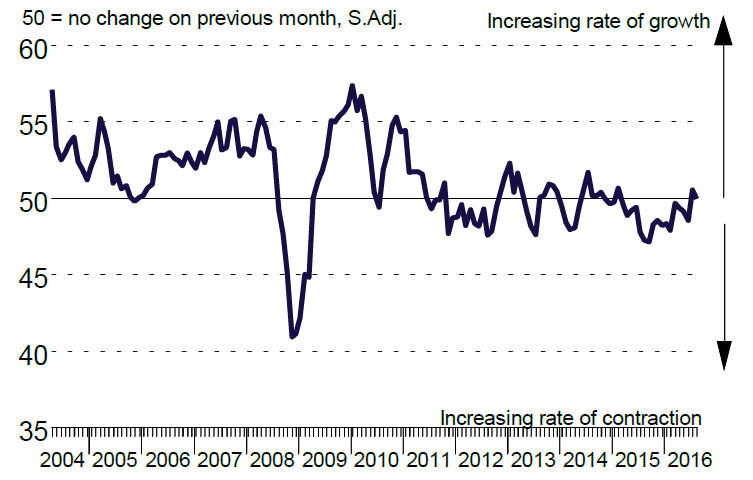 50 = no change on previous month, S.Adj.
Increasing rate of growth
60
55
50
45
40
35
Increasing rate of contraction
2004 2005 2006 2007 2008 2009 2010 2011 2012 2013 2014 2015 2016